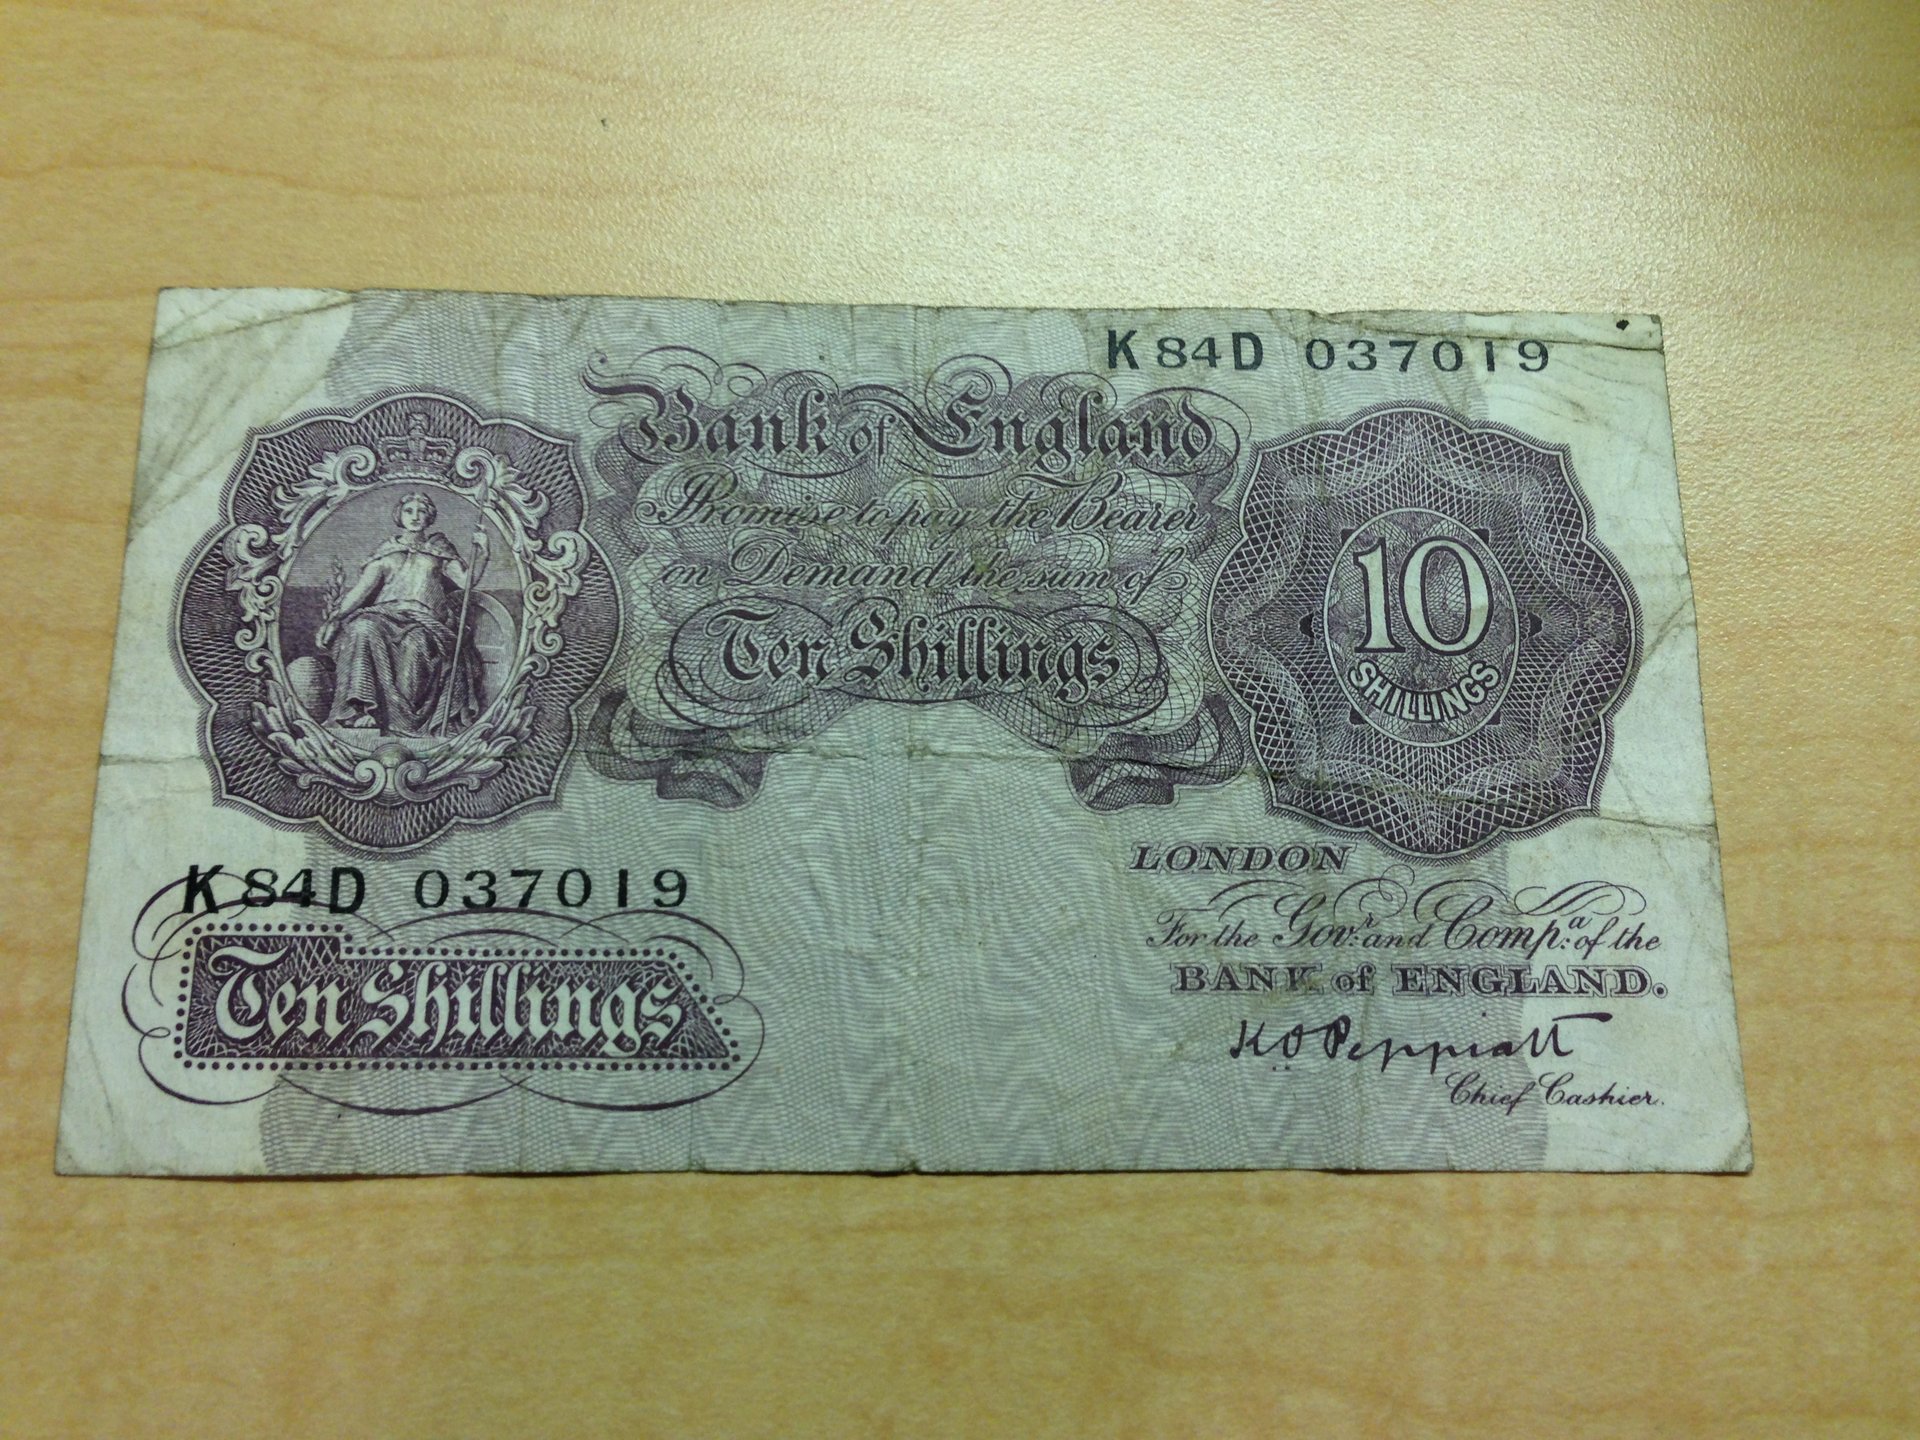 K84D 037019
Bank of England
Promise to pay the Bearer
on Demand the sum of
Ten Shillings
10
SHILLINGS
K84D 037019
Ten Shillings
LONDON
For the Govr. and Compa. of the
BANK of ENGLAND.
K O Peppiatt
Chief Cashier.